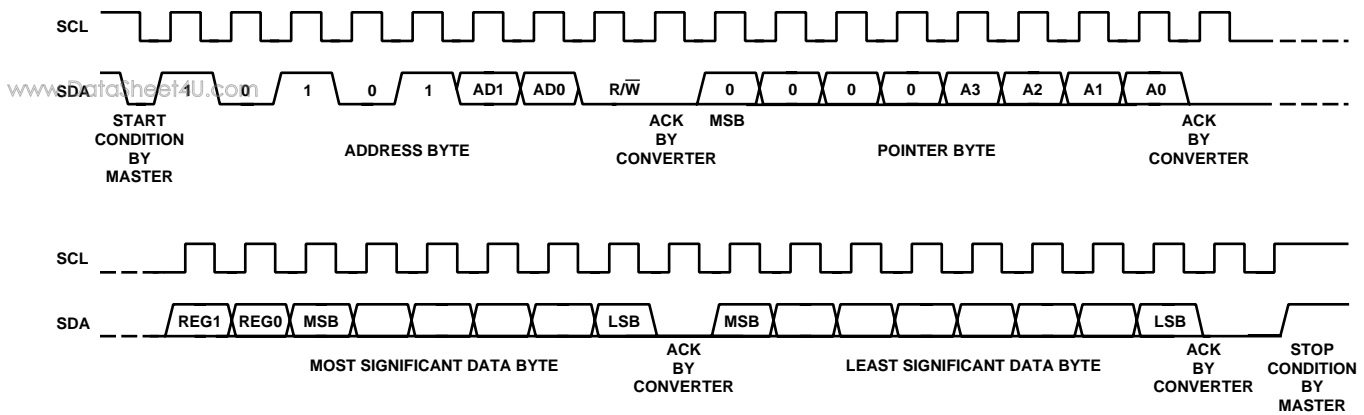 SCL
www.DataSheet4U.com
SDA 1 0 1 0 1 AD1 AD0 R/W̅ 0 0 0 0 A3 A2 A1 A0
START CONDITION BY MASTER
ADDRESS BYTE
ACK BY CONVERTER
MSB
POINTER BYTE
ACK BY CONVERTER
SCL
SDA REG1 REG0 MSB LSB MSB LSB
MOST SIGNIFICANT DATA BYTE
ACK BY CONVERTER
LEAST SIGNIFICANT DATA BYTE
ACK BY CONVERTER
STOP CONDITION BY MASTER